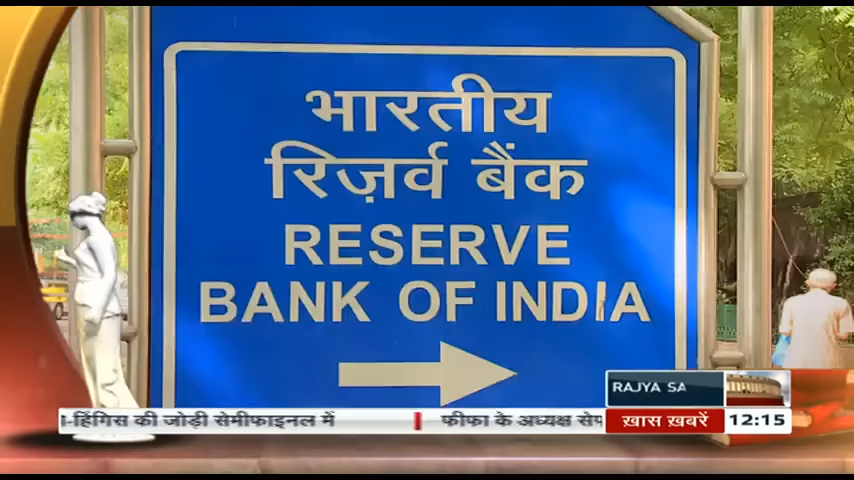 भारतीय
रिज़र्व बैंक
RESERVE
BANK OF INDIA
RAJYA SA
-हिंगिस की जोड़ी सेमीफाइनल में
फीफा के अध्यक्ष
ख़ास ख़बरें
12:15